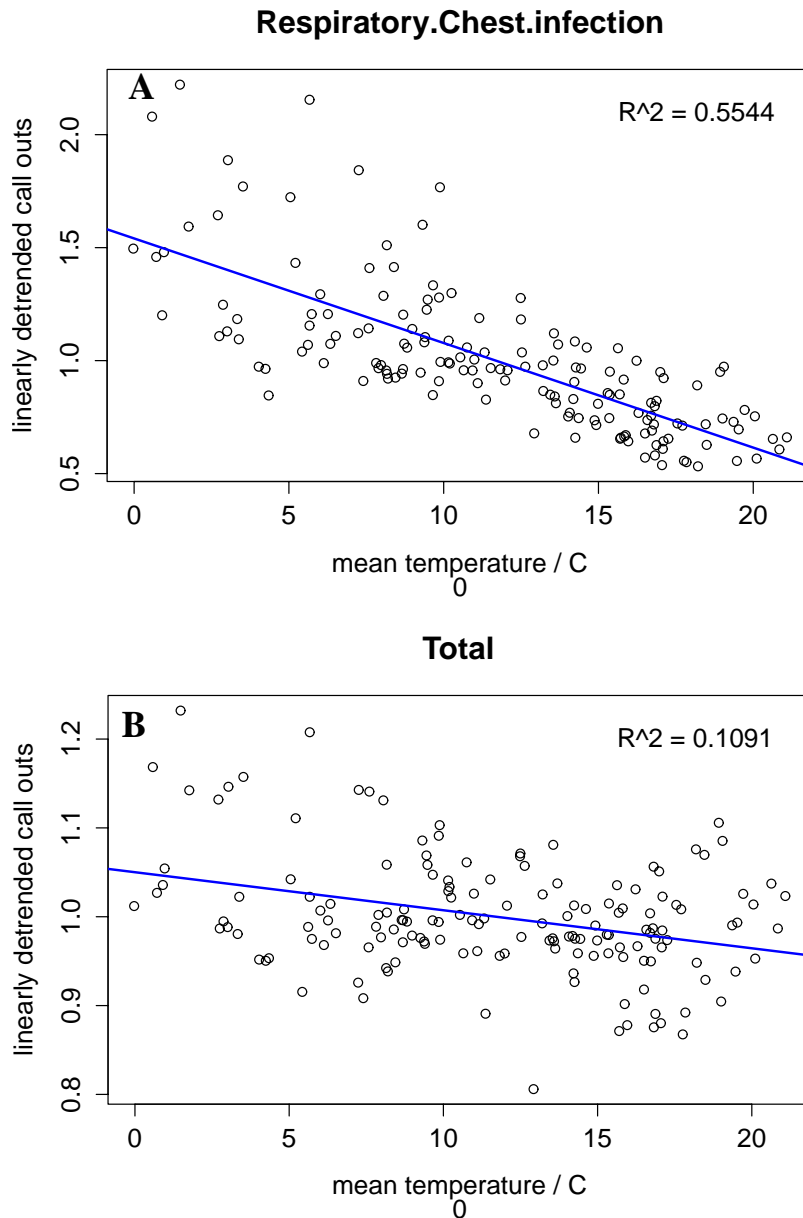 Respiratory.Chest.infection
A
R^2 = 0.5544
linearly detrended call outs
2.0
1.5
1.0
0.5
0 5 10 15 20
mean temperature / C
0
Total
B
R^2 = 0.1091
linearly detrended call outs
1.2
1.1
1.0
0.9
0.8
0 5 10 15 20
mean temperature / C
0